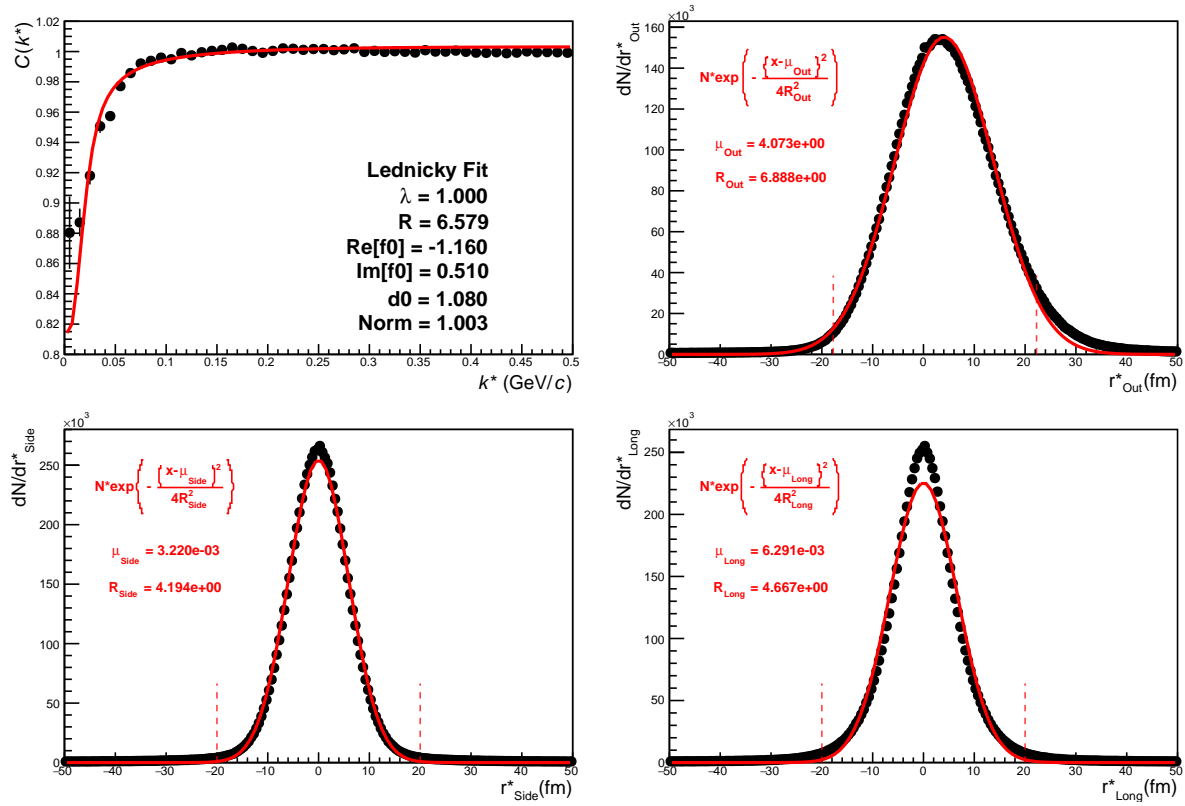 C(k*)
1.02
1
0.98
0.96
0.94
0.92
0.9
0.88
0.86
0.84
0.82
0.8
Lednicky Fit
λ = 1.000
R = 6.579
Re[f0] = -1.160
Im[f0] = 0.510
d0 = 1.080
Norm = 1.003
0 0.05 0.1 0.15 0.2 0.25 0.3 0.35 0.4 0.45 0.5
k* (GeV/c)
×10³
dN/dr*Out
160
140
120
100
80
60
40
20
0
N*exp{-[x-μOut]²/4R²Out}
μOut = 4.073e+00
ROut = 6.888e+00
−50 −40 −30 −20 −10 0 10 20 30 40 50
r*Out(fm)
×10³
dN/dr*Side
250
200
150
100
50
0
N*exp{-[x-μSide]²/4R²Side}
μSide = 3.220e-03
RSide = 4.194e+00
−50 −40 −30 −20 −10 0 10 20 30 40 50
r*Side(fm)
×10³
dN/dr*Long
250
200
150
100
50
0
N*exp{-[x-μLong]²/4R²Long}
μLong = 6.291e-03
RLong = 4.667e+00
−50 −40 −30 −20 −10 0 10 20 30 40 50
r*Long(fm)